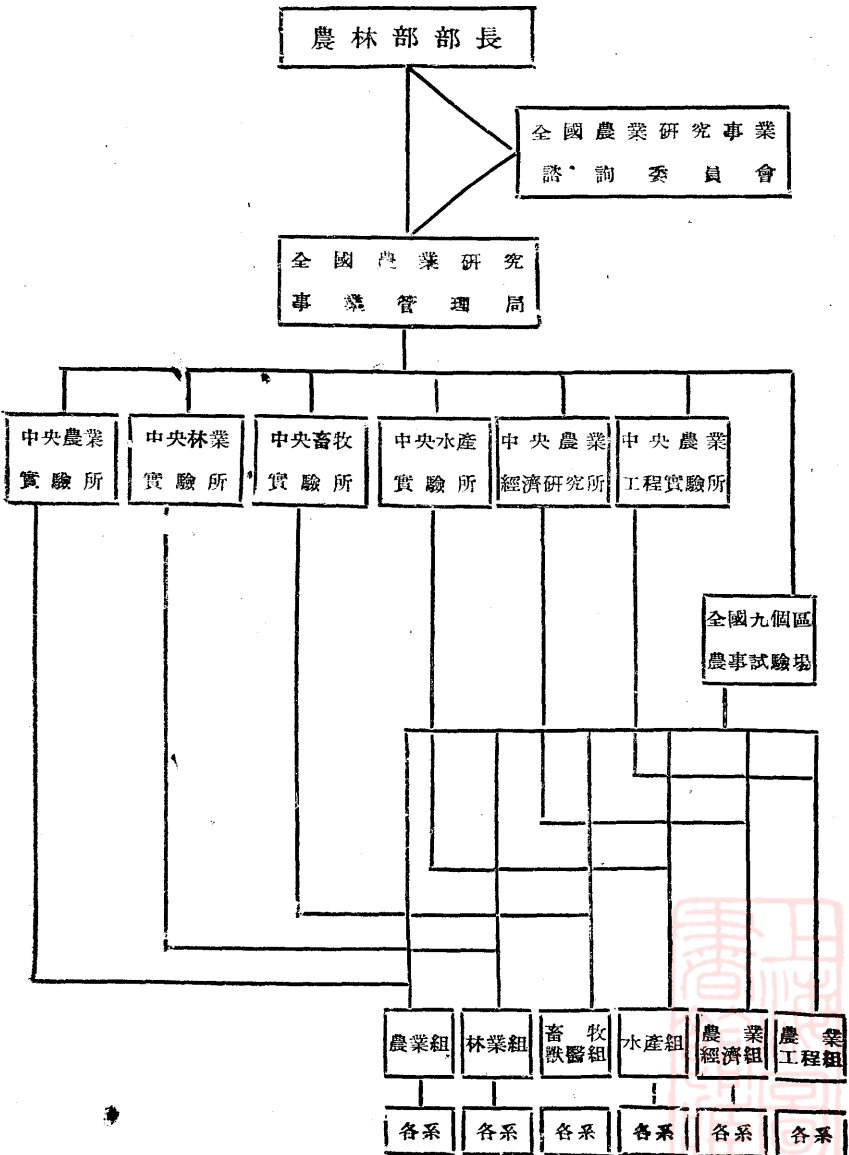 農林部部長
全國農業研究事業
諮詢委員會
全國農業研究
事業管理局
中央農業
實驗所
中央林業
實驗所
中央畜牧
實驗所
中央水產
實驗所
中央農業
經濟研究所
中央農業
工程實驗所
全國九個區
農事試驗場
農業組
林業組
畜牧
獸醫組
水產組
農業
經濟組
農業
工程組
各系
各系
各系
各系
各系
各系